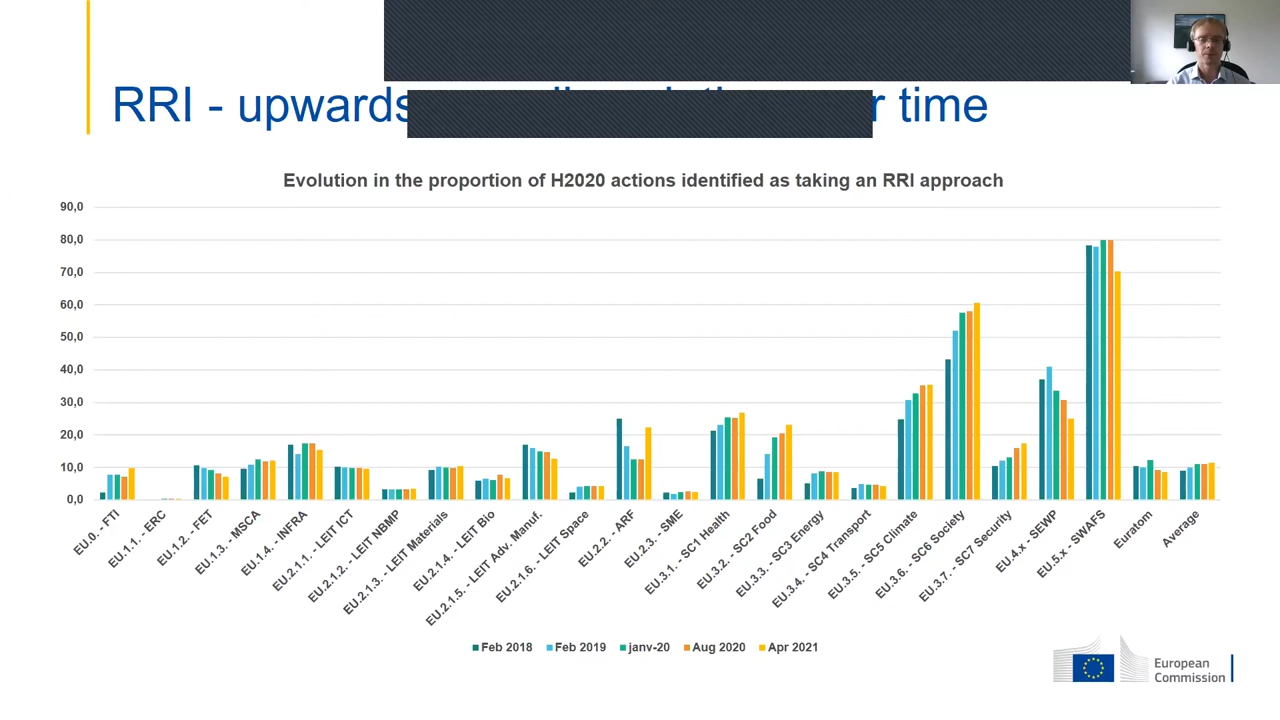 RRI - upwards r time
Evolution in the proportion of H2020 actions identified as taking an RRI approach
90,0
80,0
70,0
60,0
50,0
40,0
30,0
20,0
10,0
0,0
EU.0. - FTI
EU.1.1. - ERC
EU.1.2. - FET
EU.1.3. - MSCA
EU.1.4. - INFRA
EU.2.1.1. - LEIT ICT
EU.2.1.2. - LEIT NBMP
EU.2.1.3. - LEIT Materials
EU.2.1.4. - LEIT Bio
EU.2.1.5. - LEIT Adv. Manuf.
EU.2.1.6. - LEIT Space
EU.2.2. - ARF
EU.2.3. - SME
EU.3.1. - SC1 Health
EU.3.2. - SC2 Food
EU.3.3. - SC3 Energy
EU.3.4. - SC4 Transport
EU.3.5. - SC5 Climate
EU.3.6. - SC6 Society
EU.3.7. - SC7 Security
EU.4.x - SEWP
EU.5.x - SWAFS
Euratom
Average
Feb 2018 Feb 2019 janv-20 Aug 2020 Apr 2021
European
Commission